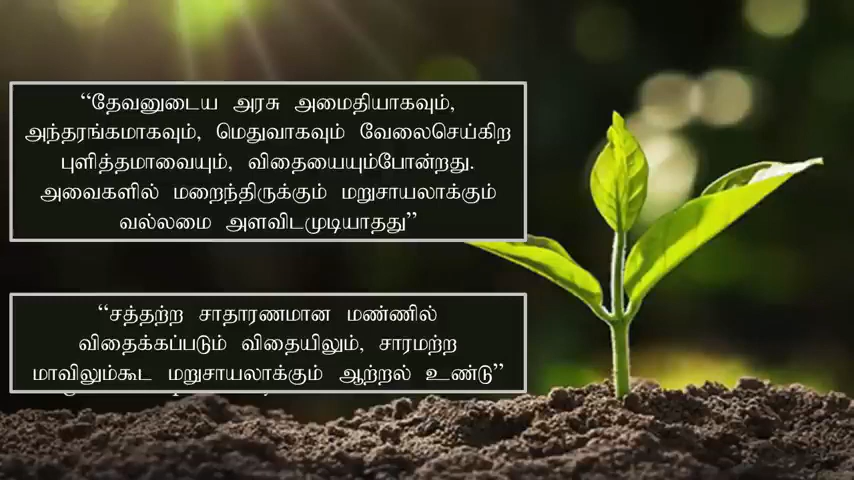 “தேவனுடைய அரசு அமைதியாகவும்,
அந்தரங்கமாகவும், மெதுவாகவும் வேலைசெய்கிற
புளித்தமாவையும், விதையையும்போன்றது.
அவைகளில் மறைந்திருக்கும் மறுசாயலாக்கும்
வல்லமை அளவிடமுடியாதது”
“சத்தற்ற சாதாரணமான மண்ணில்
விதைக்கப்படும் விதையிலும், சாரமற்ற
மாவிலும்கூட மறுசாயலாக்கும் ஆற்றல் உண்டு”